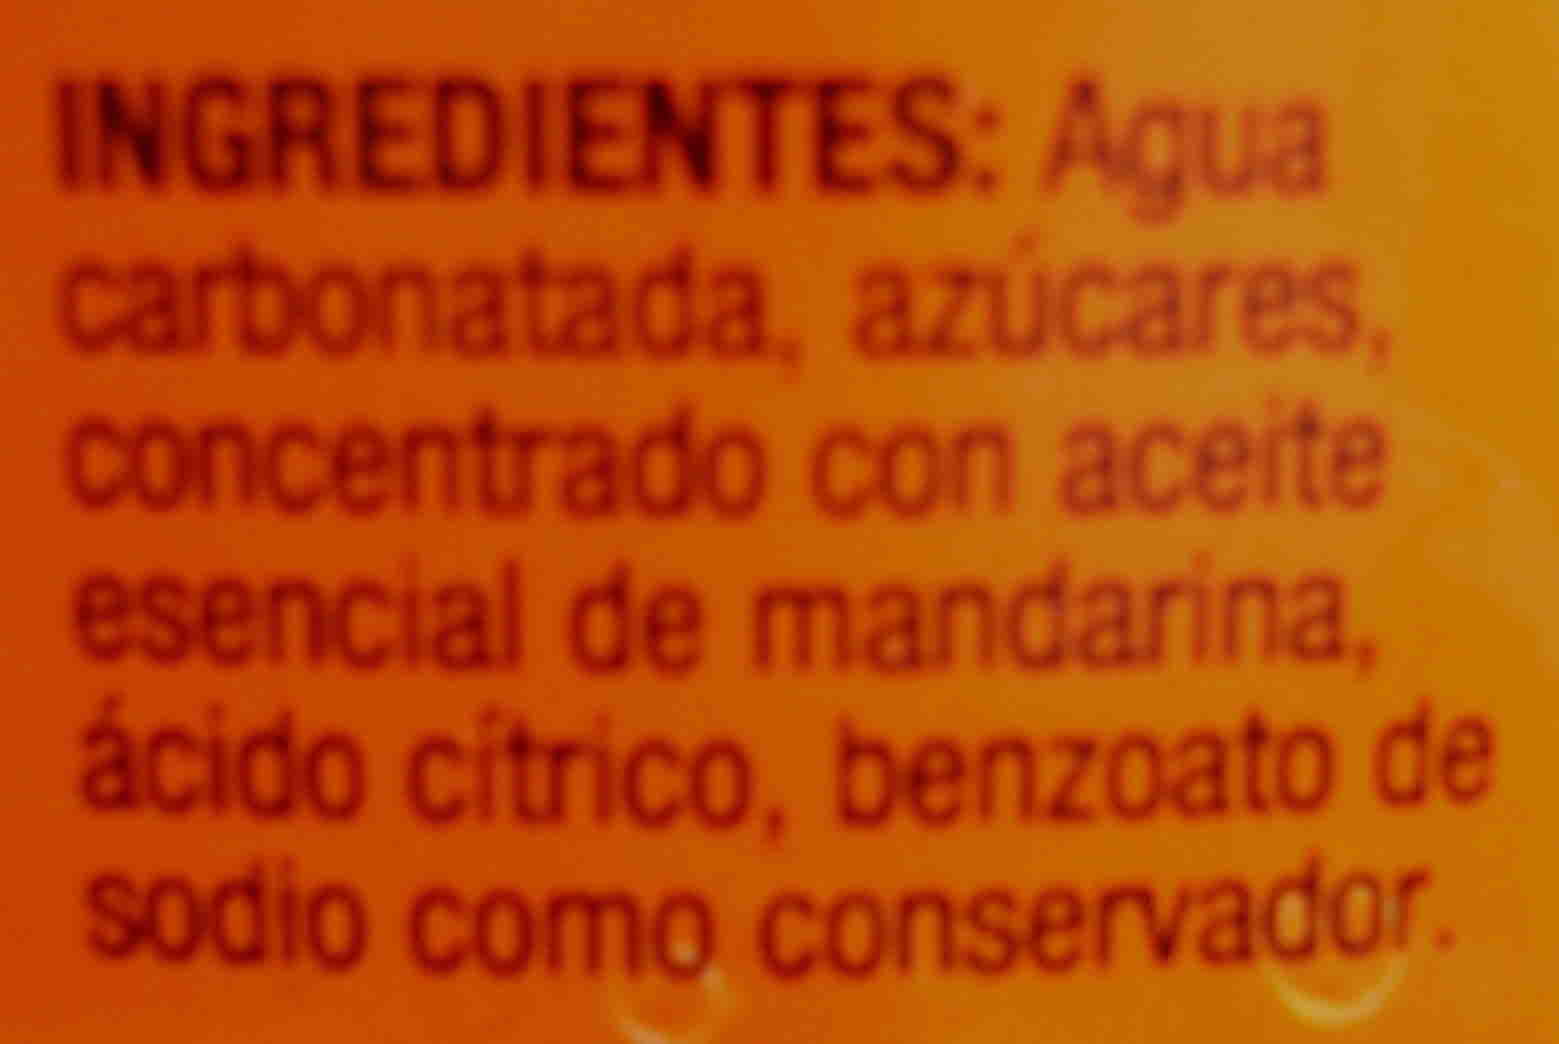 INGREDIENTES: Agua
carbonatada, azúcares,
concentrado con aceite
esencial de mandarina,
ácido cítrico, benzoato de
sodio como conservador.